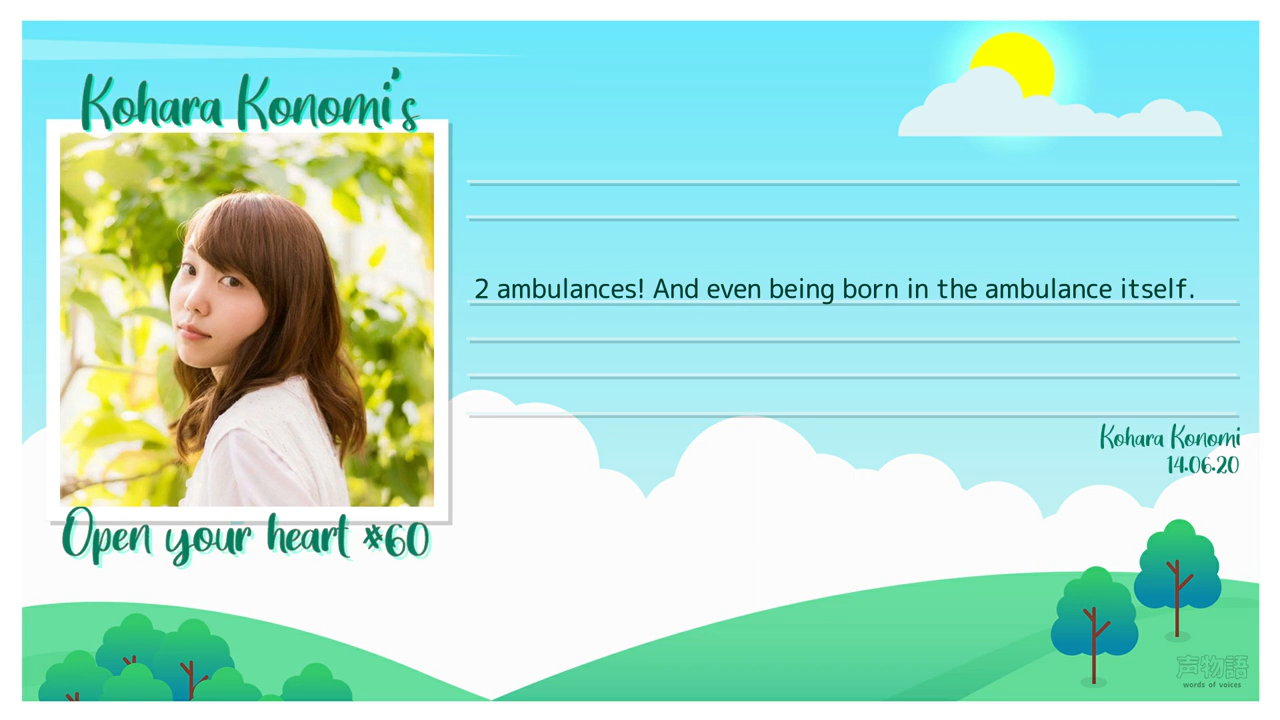 Kohara Konomi's
2 ambulances! And even being born in the ambulance itself.
Kohara Konomi
14.06.20
Open your heart #60
声物語
words of voices